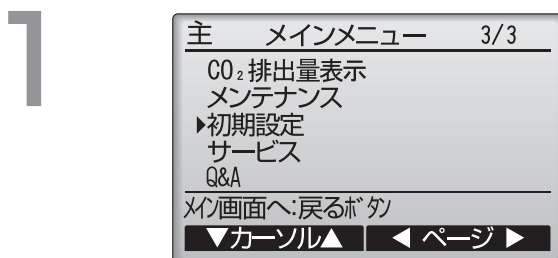 1
主 メインメニュー 3/3
CO₂排出量表示
メンテナンス
▶初期設定
サービス
Q&A
メイン画面へ:戻るボタン
▼カーソル▲ ◀ ページ ▶